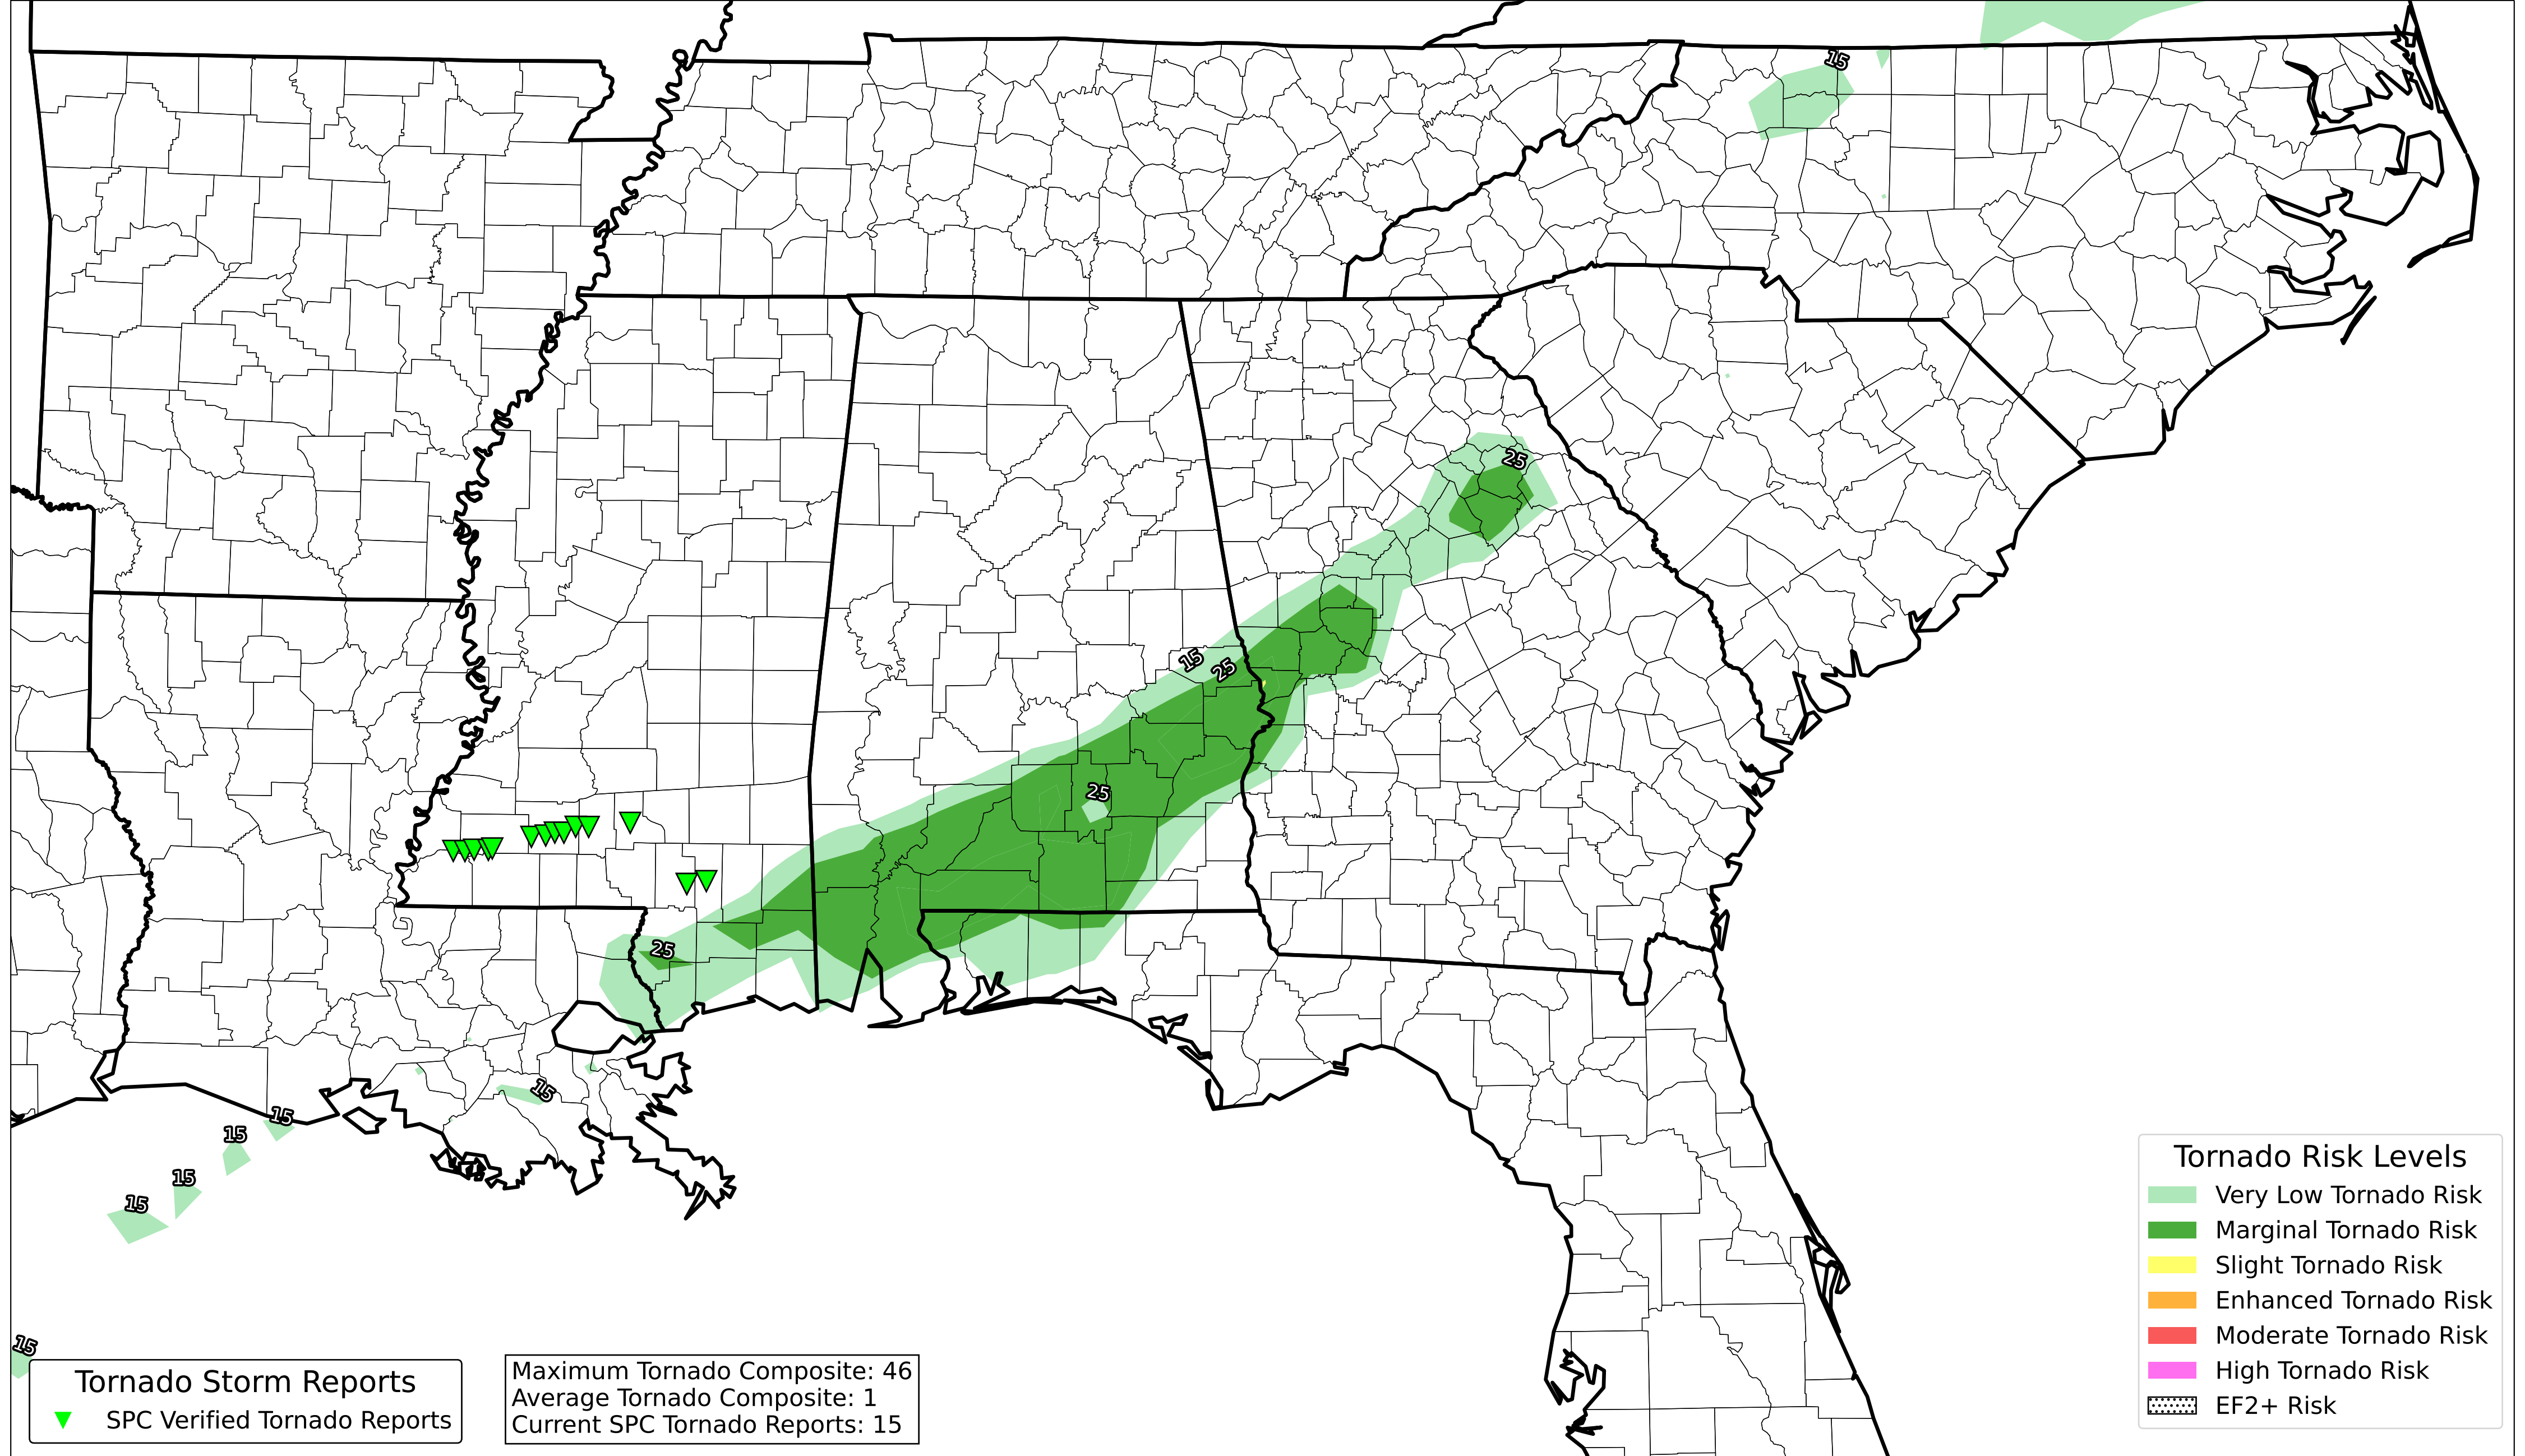 15
25
15
25
25
25
15
15
15
15
15
15
Tornado Storm Reports
SPC Verified Tornado Reports
Maximum Tornado Composite: 46
Average Tornado Composite: 1
Current SPC Tornado Reports: 15
Tornado Risk Levels
Very Low Tornado Risk
Marginal Tornado Risk
Slight Tornado Risk
Enhanced Tornado Risk
Moderate Tornado Risk
High Tornado Risk
EF2+ Risk